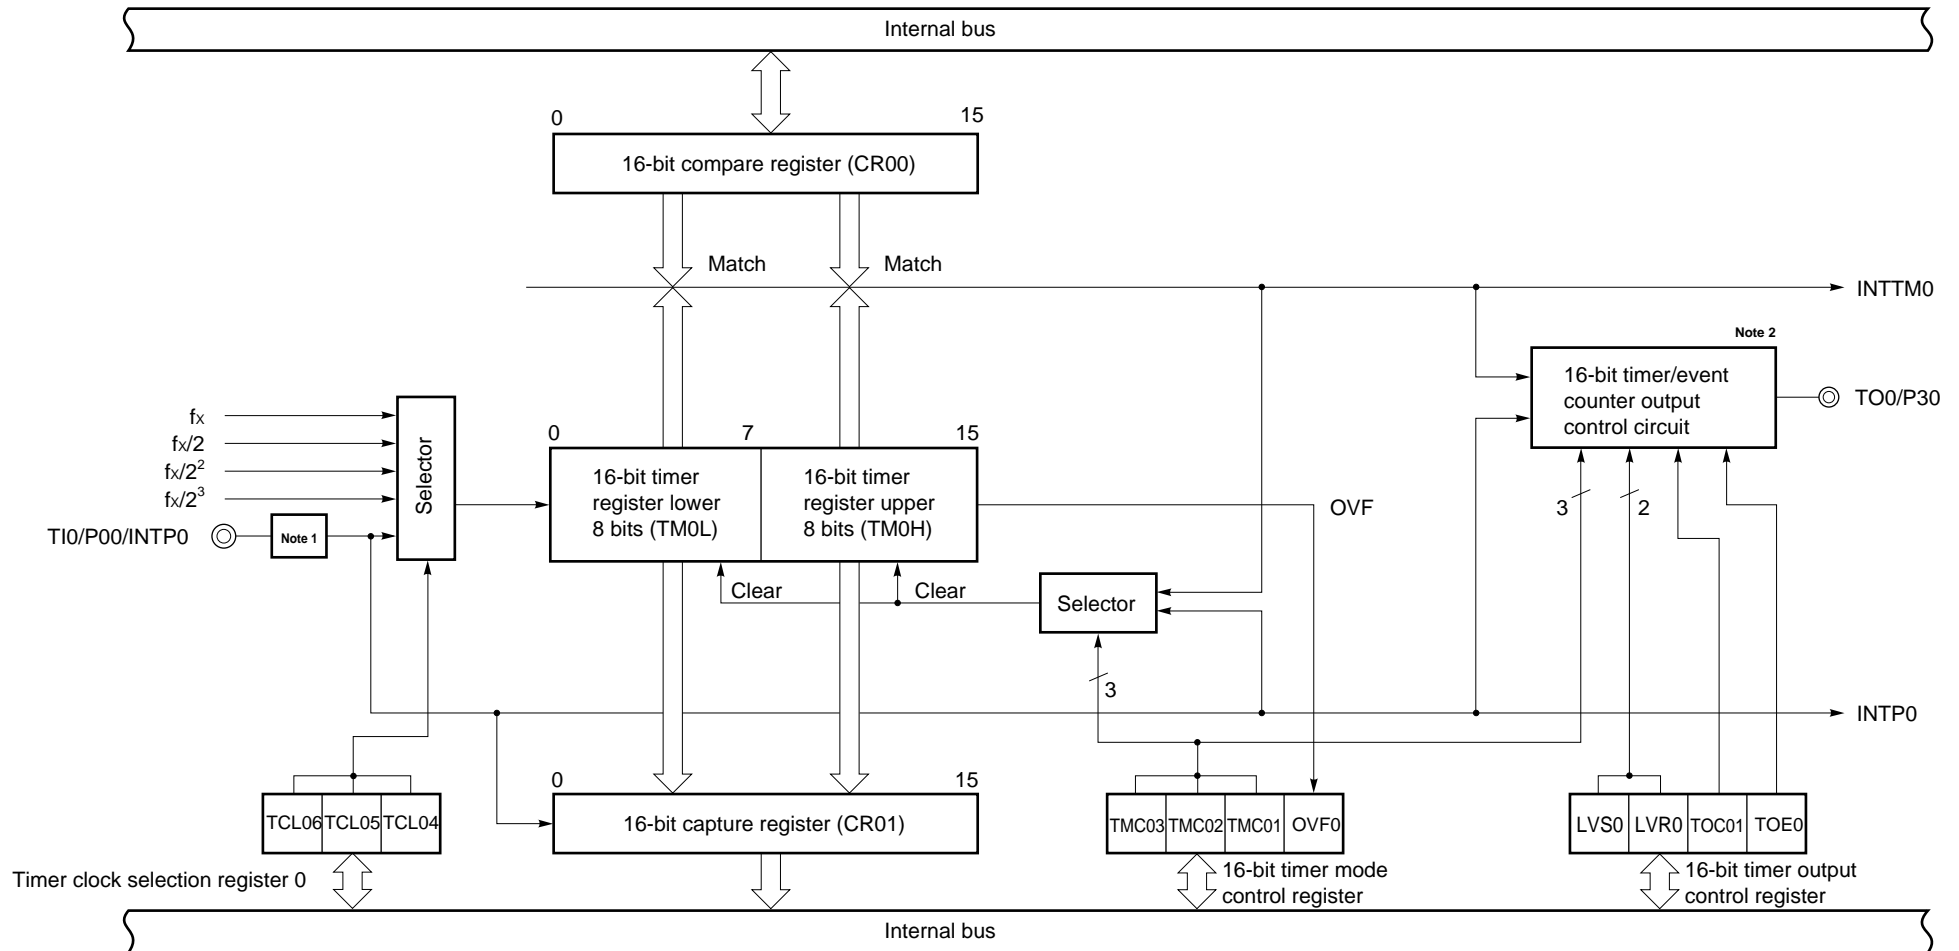 Internal bus
0 15
16-bit compare register (CR00)
Match Match
INTTM0
Note 2
16-bit timer/event
counter output
control circuit
TO0/P30
fX
fX/2
fX/2²
fX/2³
TI0/P00/INTP0
Note 1
Selector
0 7 15
16-bit timer
register lower
8 bits (TM0L)
16-bit timer
register upper
8 bits (TM0H)
OVF
3 2
Clear Clear
Selector
3
INTP0
0 15
TCL06 TCL05 TCL04
16-bit capture register (CR01)
TMC03 TMC02 TMC01 OVF0
LVS0 LVR0 TOC01 TOE0
Timer clock selection register 0
16-bit timer mode
control register
16-bit timer output
control register
Internal bus